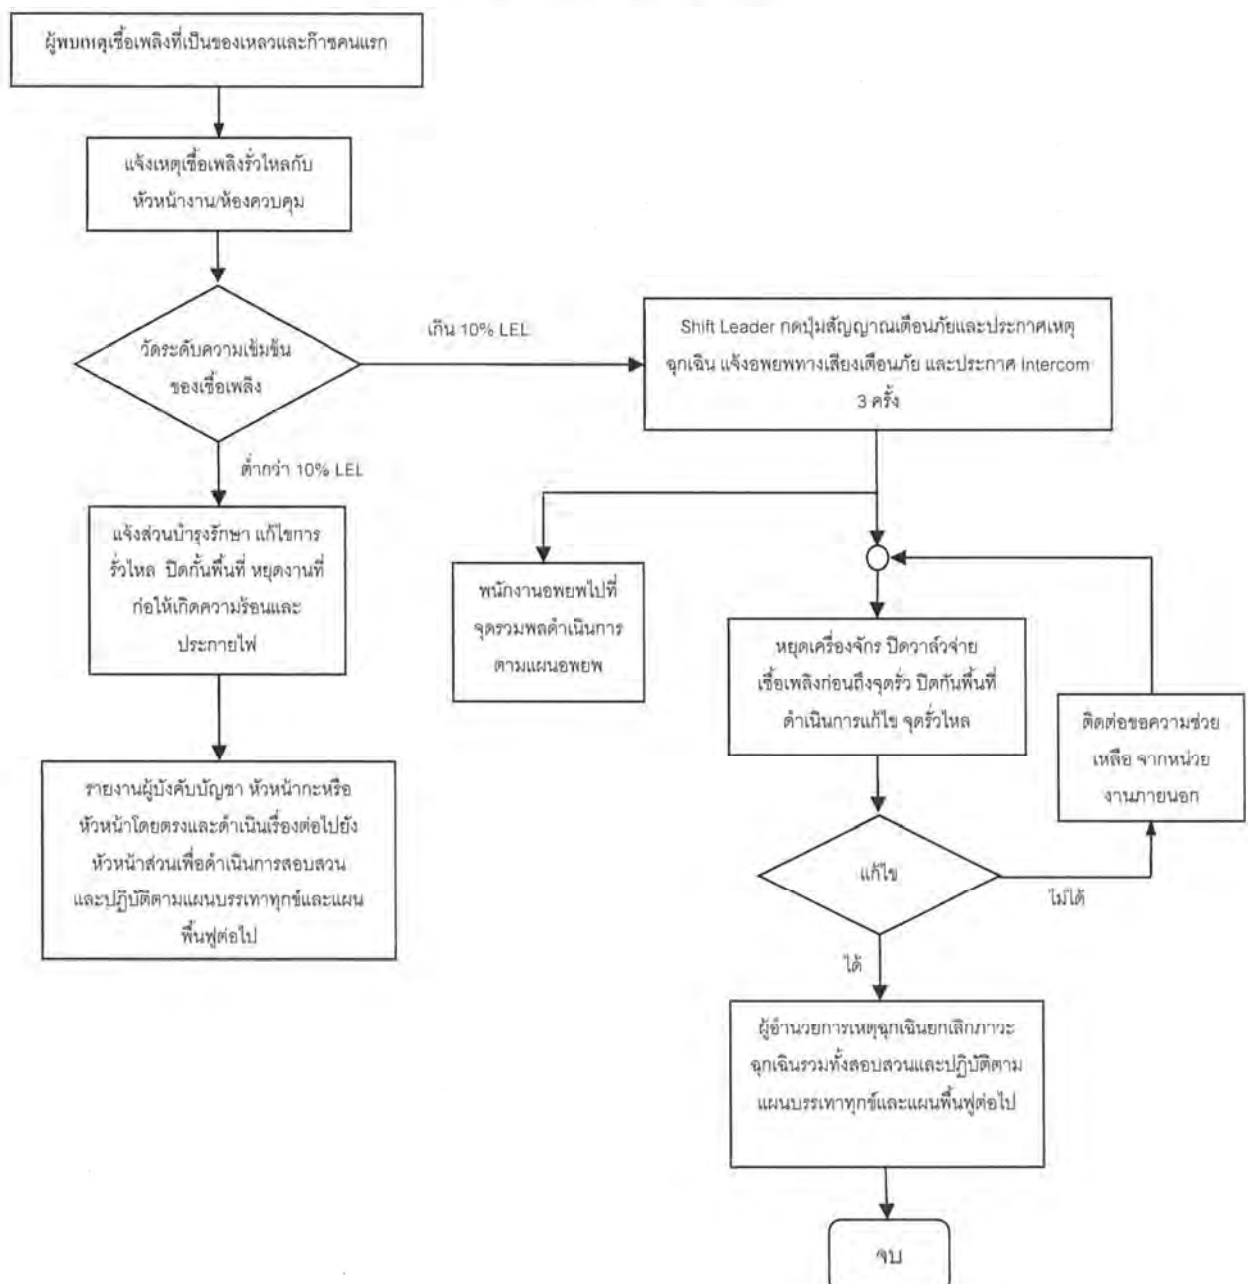 ผู้พบเหตุเชื้อเพลิงที่เป็นของเหลวและก๊าซคนแรก
แจ้งเหตุเชื้อเพลิงรั่วไหลกับ
หัวหน้างาน/ห้องควบคุม
วัดระดับความเข้มข้น
ของเชื้อเพลิง
เกิน 10% LEL
Shift Leader กดปุ่มสัญญาณเตือนภัยและประกาศเหตุ
ฉุกเฉิน แจ้งอพยพทางเสียงเตือนภัย และประกาศ Intercom
3 ครั้ง
ต่ำกว่า 10% LEL
แจ้งส่วนบำรุงรักษา แก้ไขการ
รั่วไหล ปิดกั้นพื้นที่ หยุดงานที่
ก่อให้เกิดความร้อนและ
ประกายไฟ
รายงานผู้บังคับบัญชา หัวหน้ากะหรือ
หัวหน้าโดยตรงและดำเนินเรื่องต่อไปยัง
หัวหน้าส่วนเพื่อดำเนินการสอบสวน
และปฏิบัติตามแผนบรรเทาทุกข์และแผน
ฟื้นฟูต่อไป
พนักงานอพยพไปที่
จุดรวมพลดำเนินการ
ตามแผนอพยพ
หยุดเครื่องจักร ปิดวาล์วจ่าย
เชื้อเพลิงก่อนถึงจุดรั่ว ปิดกันพื้นที่
ดำเนินการแก้ไข จุดรั่วไหล
ติดต่อขอความช่วย
เหลือ จากหน่วย
งานภายนอก
แก้ไข
ไม่ได้
ได้
ผู้อำนวยการเหตุฉุกเฉินยกเลิกภาวะ
ฉุกเฉินรวมทั้งสอบสวนและปฏิบัติตาม
แผนบรรเทาทุกข์และแผนฟื้นฟูต่อไป
จบ